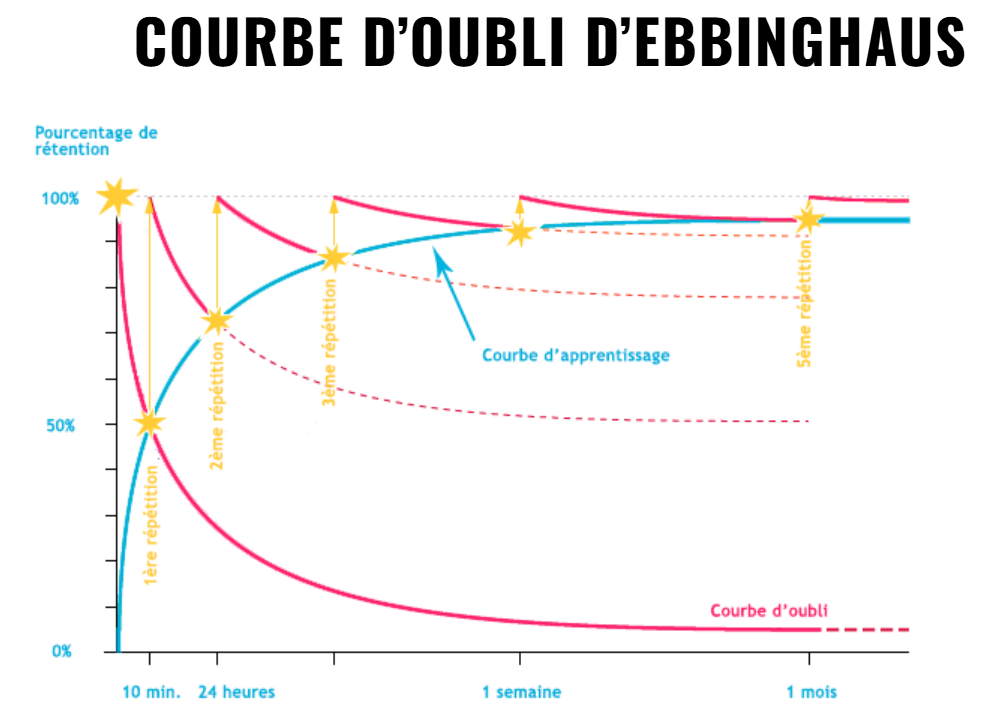 COURBE D’OUBLI D’EBBINGHAUS
Pourcentage de
rétention
100%
50%
0%
1ère répétition
2ème répétition
3ème répétition
5ème répétition
Courbe d’apprentissage
Courbe d’oubli
10 min.
24 heures
1 semaine
1 mois